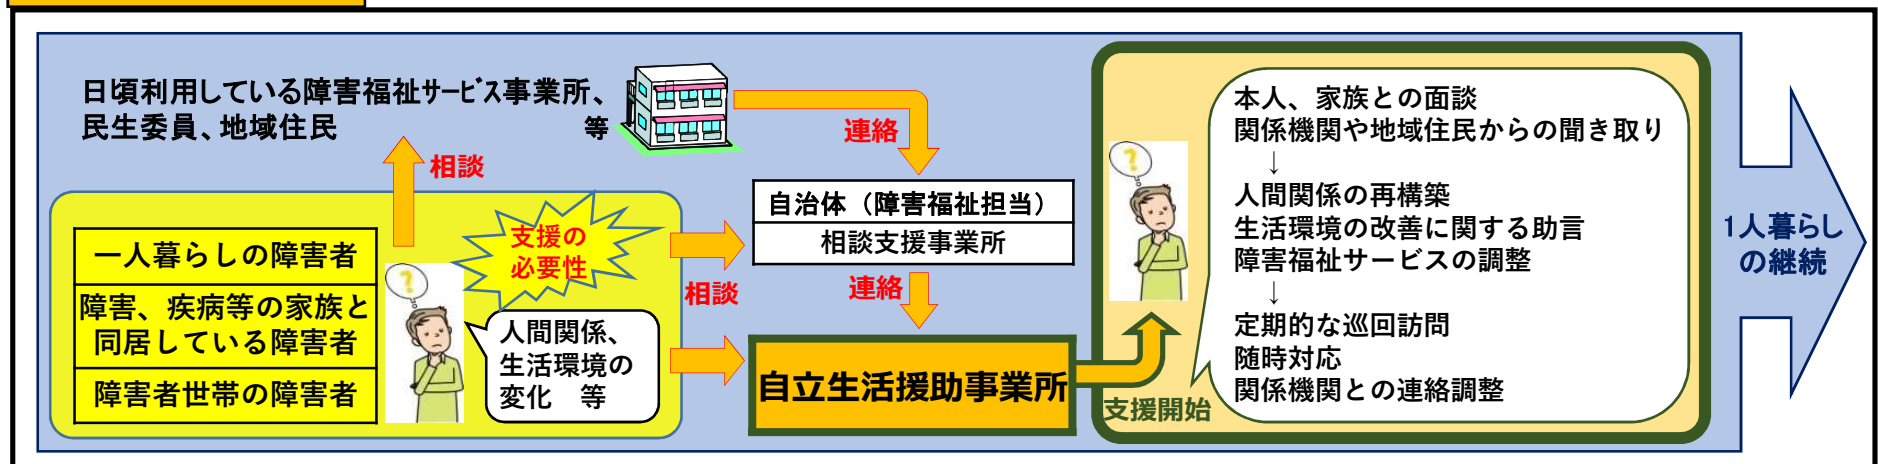 日頃利用している障害福祉サービス事業所、
民生委員、地域住民　等
連絡
相談
一人暮らしの障害者
障害、疾病等の家族と
同居している障害者
障害者世帯の障害者
?
支援の
必要性
人間関係、
生活環境の
変化　等
相談
自治体（障害福祉担当）
相談支援事業所
連絡
自立生活援助事業所
支援開始
?
本人、家族との面談
関係機関や地域住民からの聞き取り
↓
人間関係の再構築
生活環境の改善に関する助言
障害福祉サービスの調整
↓
定期的な巡回訪問
随時対応
関係機関との連絡調整
1人暮らし
の継続